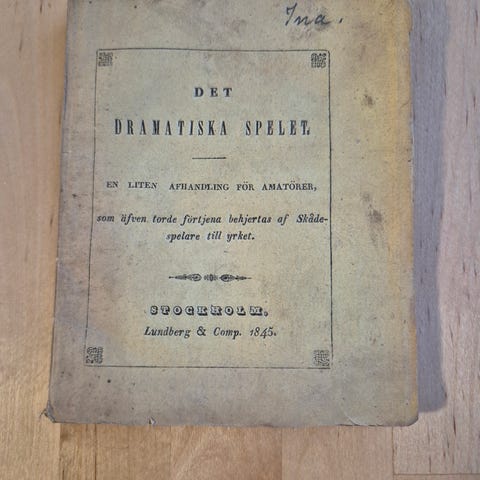 Ina.
DET
DRAMATISKA SPELET.
EN LITEN AFHANDLING FÖR AMATÖRER,
som äfven torde förtjena behjertas af Skåde-
spelare till yrket.
STOCKHOLM,
Lundberg & Comp. 1845.